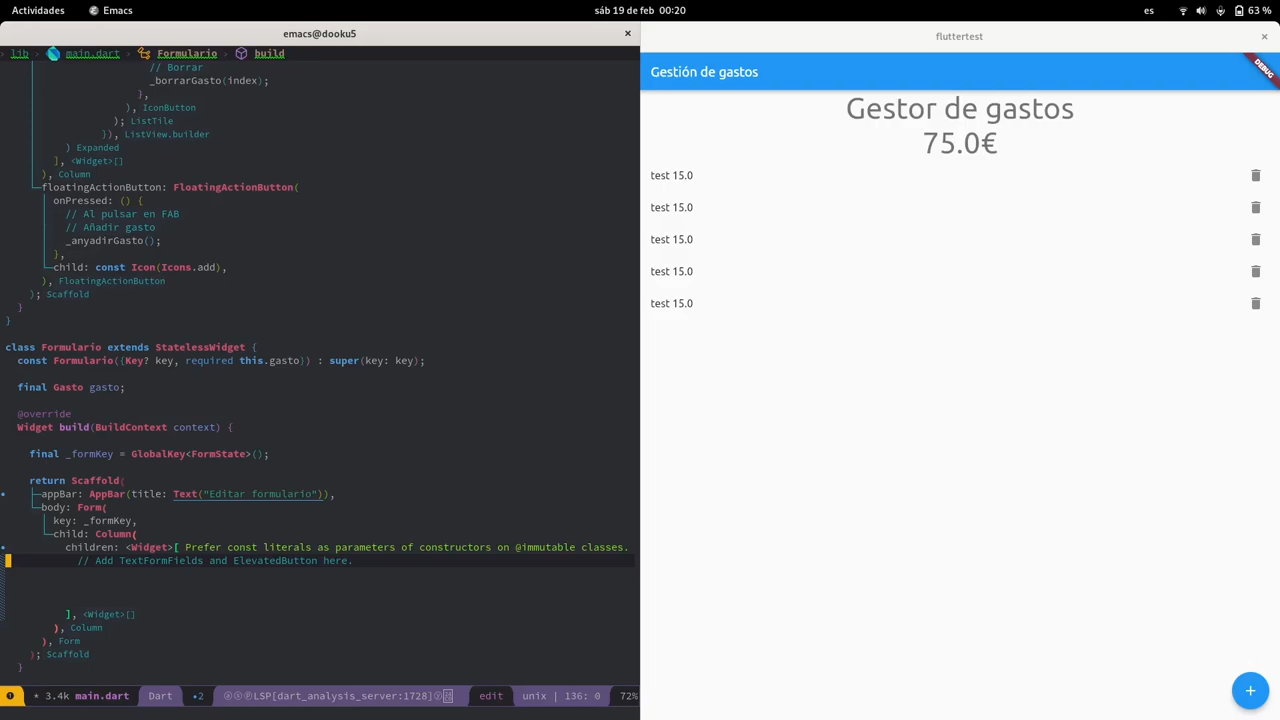 Actividades
Emacs
sáb 19 de feb 00:20
es
63 %
emacs@dooku5
lib
main.dart
Formulario
build
// Borrar
_borrarGasto(index);
},
), IconButton
); ListTile
}), ListView.builder
) Expanded
], <Widget>[]
), Column
floatingActionButton: FloatingActionButton(
onPressed: () {
// Al pulsar en FAB
// Añadir gasto
_anyadirGasto();
},
child: const Icon(Icons.add),
), FloatingActionButton
); Scaffold
}
}
class Formulario extends StatelessWidget {
const Formulario({Key? key, required this.gasto}) : super(key: key);
final Gasto gasto;
@override
Widget build(BuildContext context) {
final _formKey = GlobalKey<FormState>();
return Scaffold(
appBar: AppBar(title: Text("Editar formulario")),
body: Form(
key: _formKey,
child: Column(
children: <Widget>[ Prefer const literals as parameters of constructors on @immutable classes.
// Add TextFormFields and ElevatedButton here.
], <Widget>[]
), Column
), Form
); Scaffold
}
* 3.4k main.dart
Dart
•2
LSP[dart_analysis_server:1728]
edit
unix | 136: 0
72%
fluttertest
Gestión de gastos
DEBUG
Gestor de gastos
75.0€
test 15.0
test 15.0
test 15.0
test 15.0
test 15.0